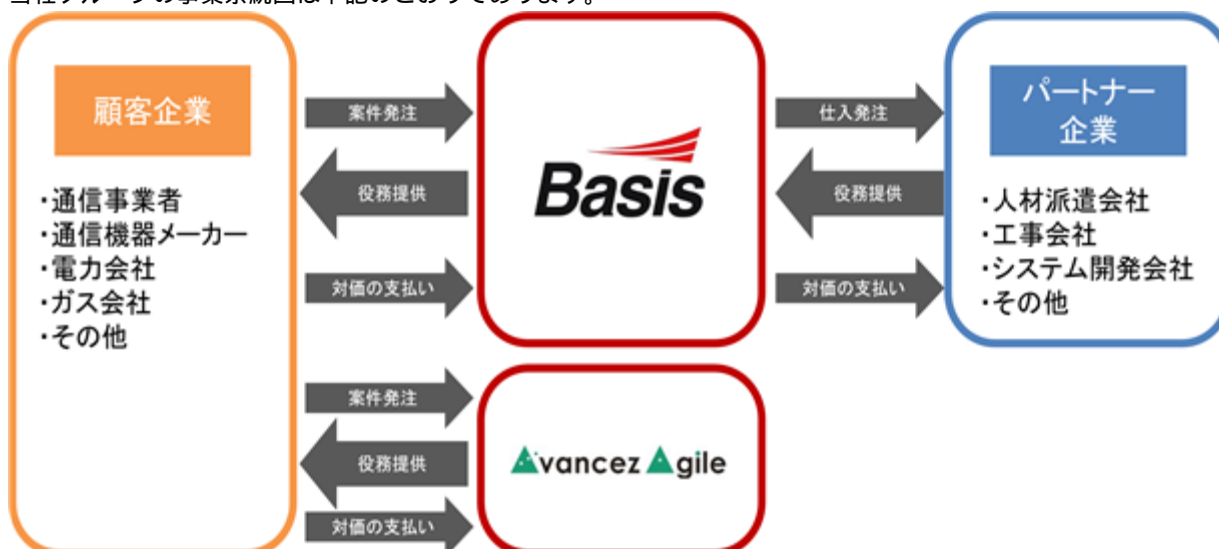 当社グループの事業系統図は下記のとおりであります。
顧客企業
・通信事業者
・通信機器メーカー
・電力会社
・ガス会社
・その他
案件発注
役務提供
対価の支払い
Basis
仕入発注
役務提供
対価の支払い
パートナー
企業
・人材派遣会社
・工事会社
・システム開発会社
・その他
案件発注
役務提供
対価の支払い
Avancez Agile